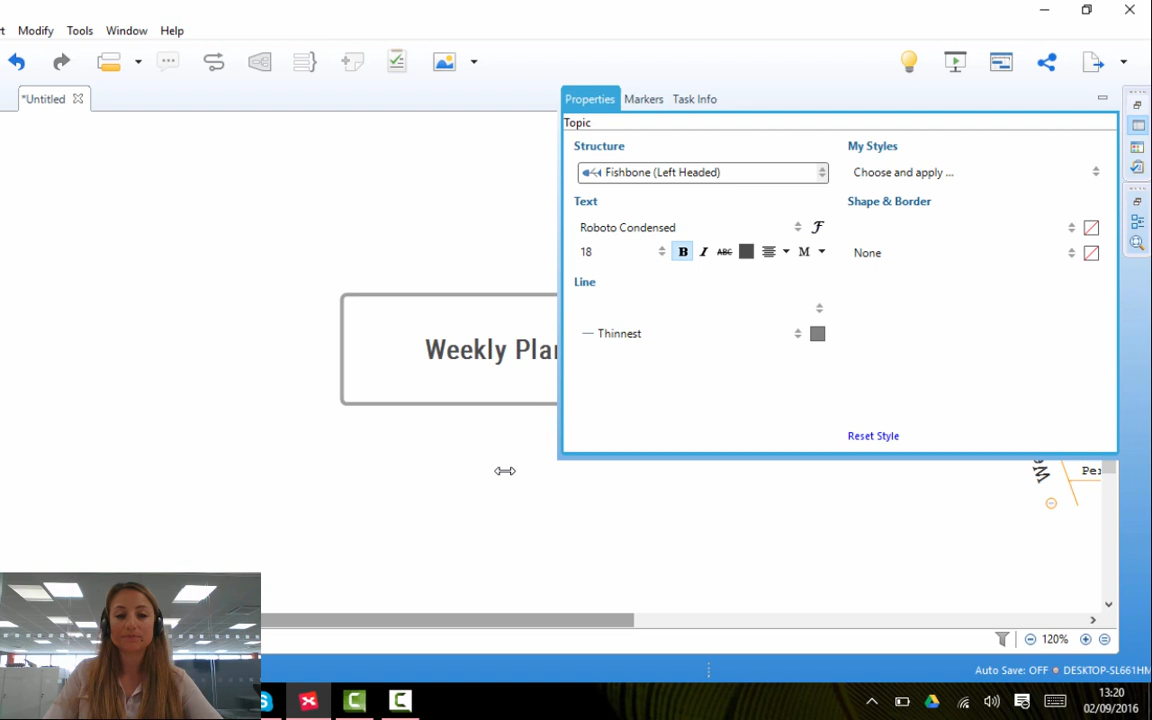 Modify Tools Window Help
*Untitled
Properties Markers Task Info
Topic
Structure
My Styles
Fishbone (Left Headed)
Choose and apply ...
Text
Shape & Border
Roboto Condensed
18 B I ABC M
None
Line
Thinnest
Weekly Plan
Reset Style
120%
Auto Save: OFF
13:20
02/09/2016